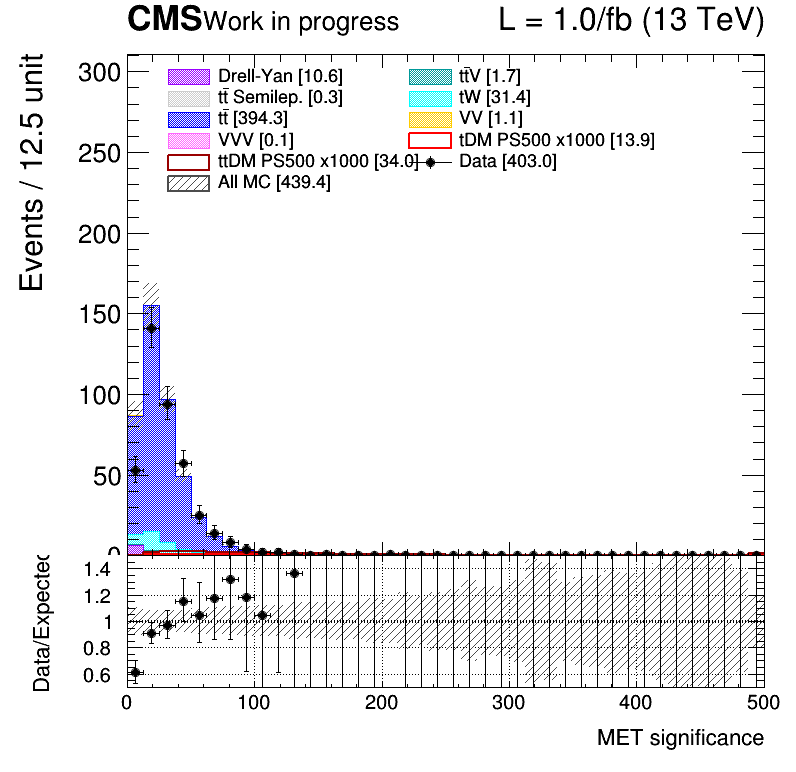 CMS Work in progress L = 1.0/fb (13 TeV)
Drell-Yan [10.6] tt̄V [1.7]
tt̄ Semilep. [0.3] tW [31.4]
tt̄ [394.3] VV [1.1]
VVV [0.1] tDM PS500 x1000 [13.9]
ttDM PS500 x1000 [34.0] Data [403.0]
All MC [439.4]
Events / 12.5 unit
300
250
200
150
100
50
0
Data/Expected
1.4
1.2
1
0.8
0.6
0 100 200 300 400 500
MET significance